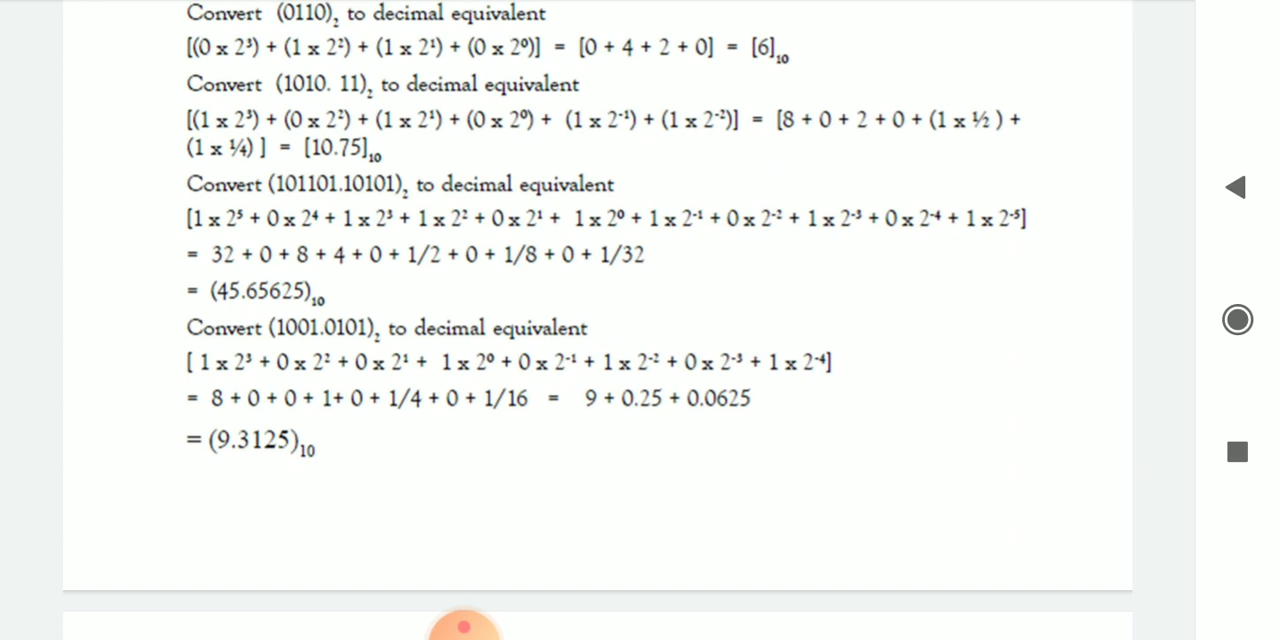 Convert (0110)₂ to decimal equivalent
[(0 x 2³) + (1 x 2²) + (1 x 2¹) + (0 x 2⁰)] = [0 + 4 + 2 + 0] = [6]₁₀
Convert (1010. 11)₂ to decimal equivalent
[(1 x 2³) + (0 x 2²) + (1 x 2¹) + (0 x 2⁰) + (1 x 2⁻¹) + (1 x 2⁻²)] = [8 + 0 + 2 + 0 + (1 x ½ ) +
(1 x ¼) ] = [10.75]₁₀
Convert (101101.10101)₂ to decimal equivalent
[1 x 2⁵ + 0 x 2⁴ + 1 x 2³ + 1 x 2² + 0 x 2¹ + 1 x 2⁰ + 1 x 2⁻¹ + 0 x 2⁻² + 1 x 2⁻³ + 0 x 2⁻⁴ + 1 x 2⁻⁵]
= 32 + 0 + 8 + 4 + 0 + 1/2 + 0 + 1/8 + 0 + 1/32
= (45.65625)₁₀
Convert (1001.0101)₂ to decimal equivalent
[ 1 x 2³ + 0 x 2² + 0 x 2¹ + 1 x 2⁰ + 0 x 2⁻¹ + 1 x 2⁻² + 0 x 2⁻³ + 1 x 2⁻⁴]
= 8 + 0 + 0 + 1+ 0 + 1/4 + 0 + 1/16 = 9 + 0.25 + 0.0625
= (9.3125)₁₀